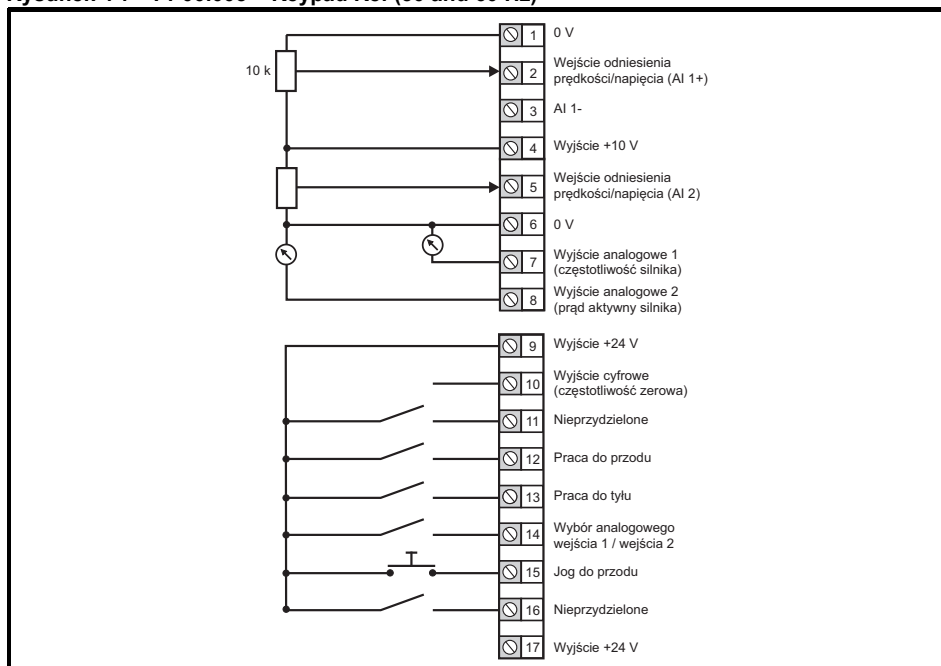 Rysunek Keypad Ref (50 and 60 Hz)
10 k
1 0 V
2 Wejście odniesienia
prędkości/napięcia (AI 1+)
3 AI 1-
4 Wyjście +10 V
5 Wejście odniesienia
prędkości/napięcia (AI 2)
6 0 V
7 Wyjście analogowe 1
(częstotliwość silnika)
8 Wyjście analogowe 2
(prąd aktywny silnika)
9 Wyjście +24 V
10 Wyjście cyfrowe
(częstotliwość zerowa)
11 Nieprzydzielone
12 Praca do przodu
13 Praca do tyłu
14 Wybór analogowego
wejścia 1 / wejścia 2
15 Jog do przodu
16 Nieprzydzielone
17 Wyjście +24 V